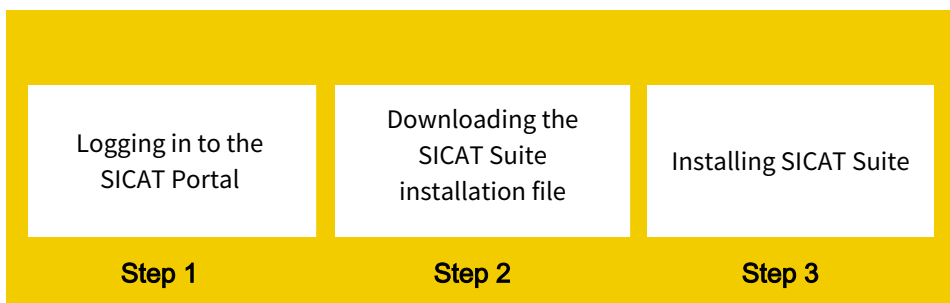 Logging in to the
SICAT Portal
Downloading the
SICAT Suite
installation file
Installing SICAT Suite
Step 1
Step 2
Step 3